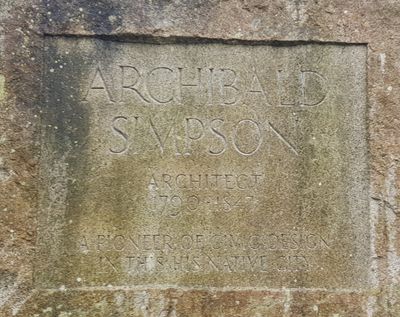 ARCHIBALD
SIMPSON
ARCHITECT
1790-1847
A PIONEER OF CIVIC DESIGN
IN THIS HIS NATIVE CITY